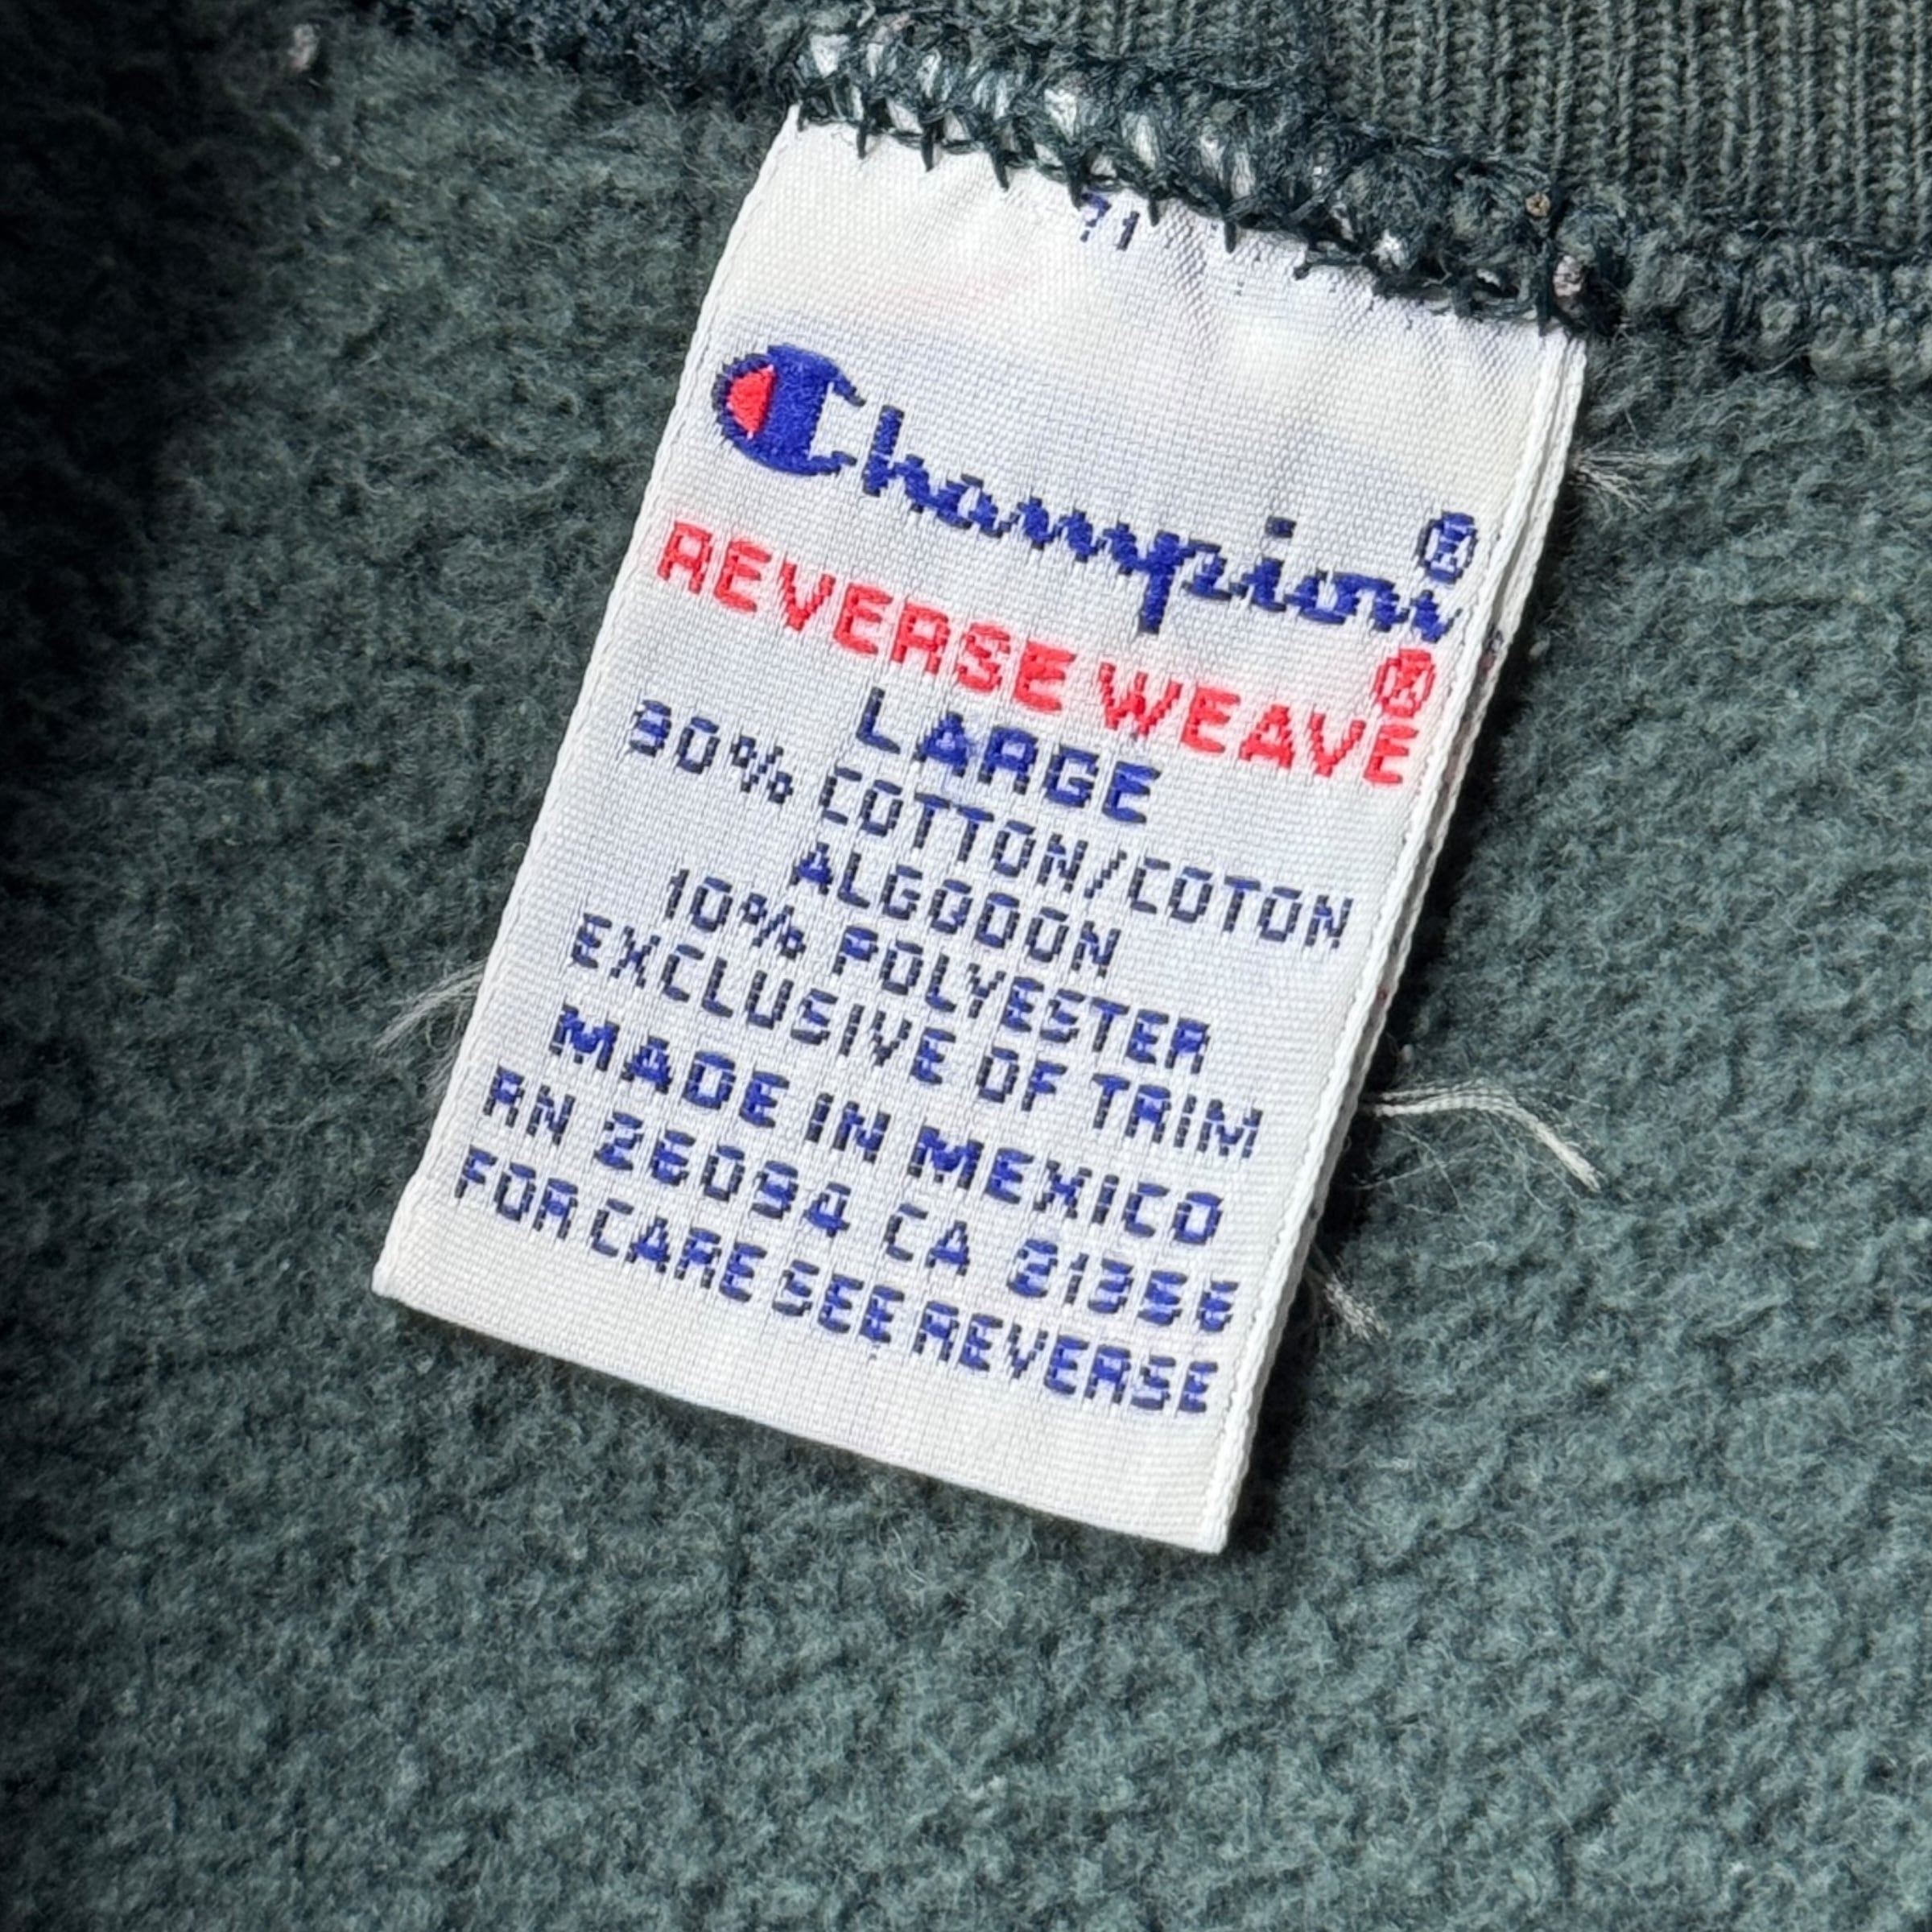 71
Champion®
REVERSE WEAVE®
LARGE
90% COTTON/COTON
ALGODON
10% POLYESTER
EXCLUSIVE OF TRIM
MADE IN MEXICO
RN 26094 CA 21356
FOR CARE SEE REVERSE